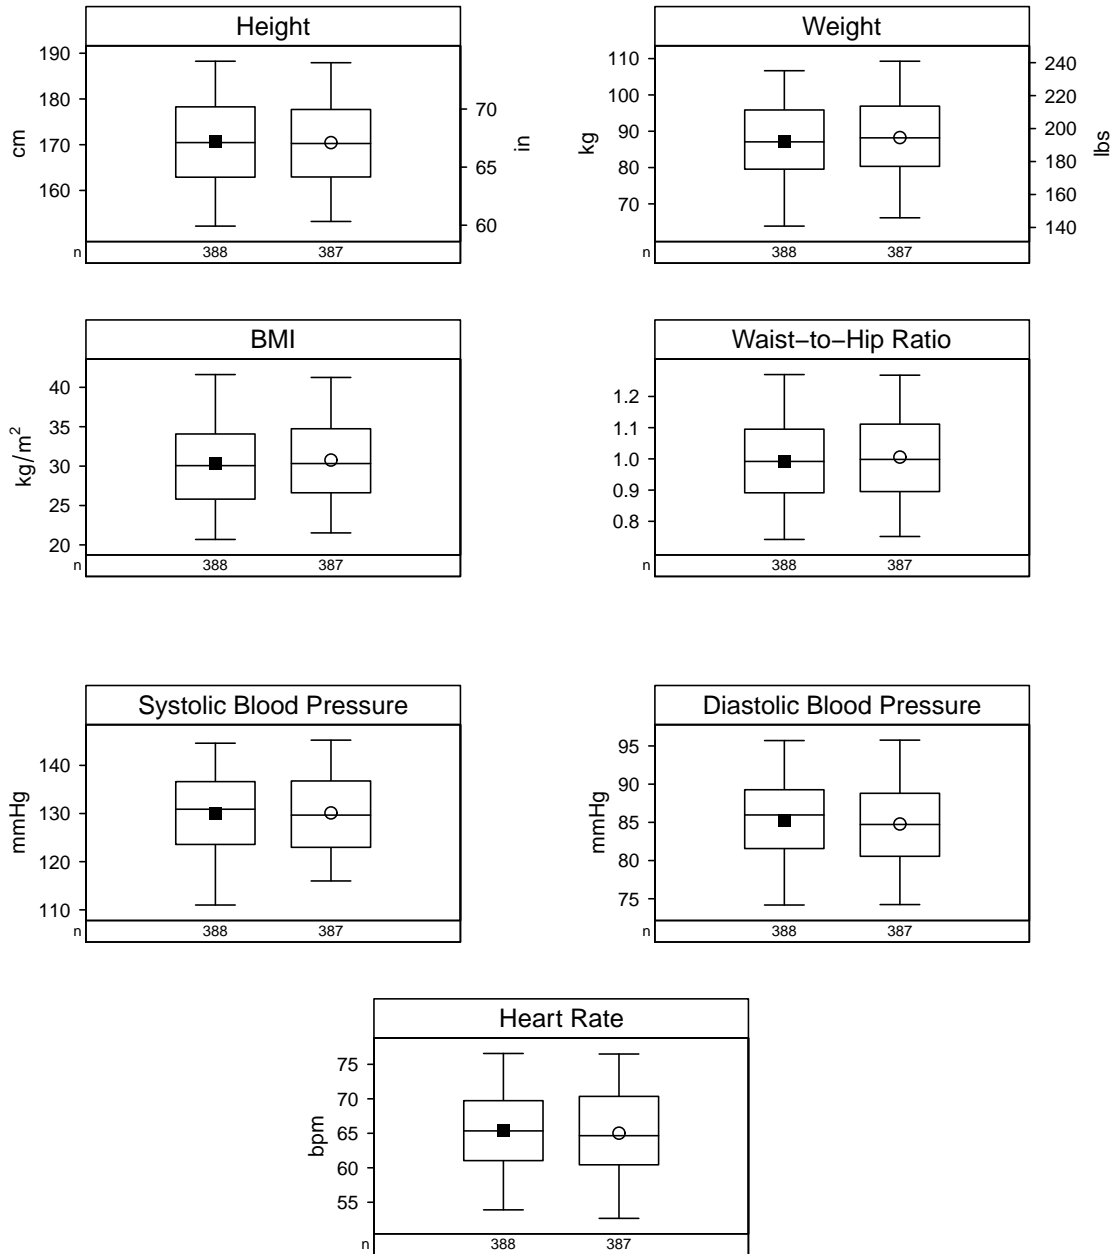 Height
Weight
190
180
170
160
cm
70
65
60
in
n
388
387
110
100
90
80
70
kg
240
220
200
180
160
140
lbs
n
388
387
BMI
Waist−to−Hip Ratio
40
35
30
25
20
kg/m²
n
388
387
1.2
1.1
1.0
0.9
0.8
n
388
387
Systolic Blood Pressure
Diastolic Blood Pressure
140
130
120
110
mmHg
n
388
387
95
90
85
80
75
mmHg
n
388
387
Heart Rate
75
70
65
60
55
bpm
n
388
387